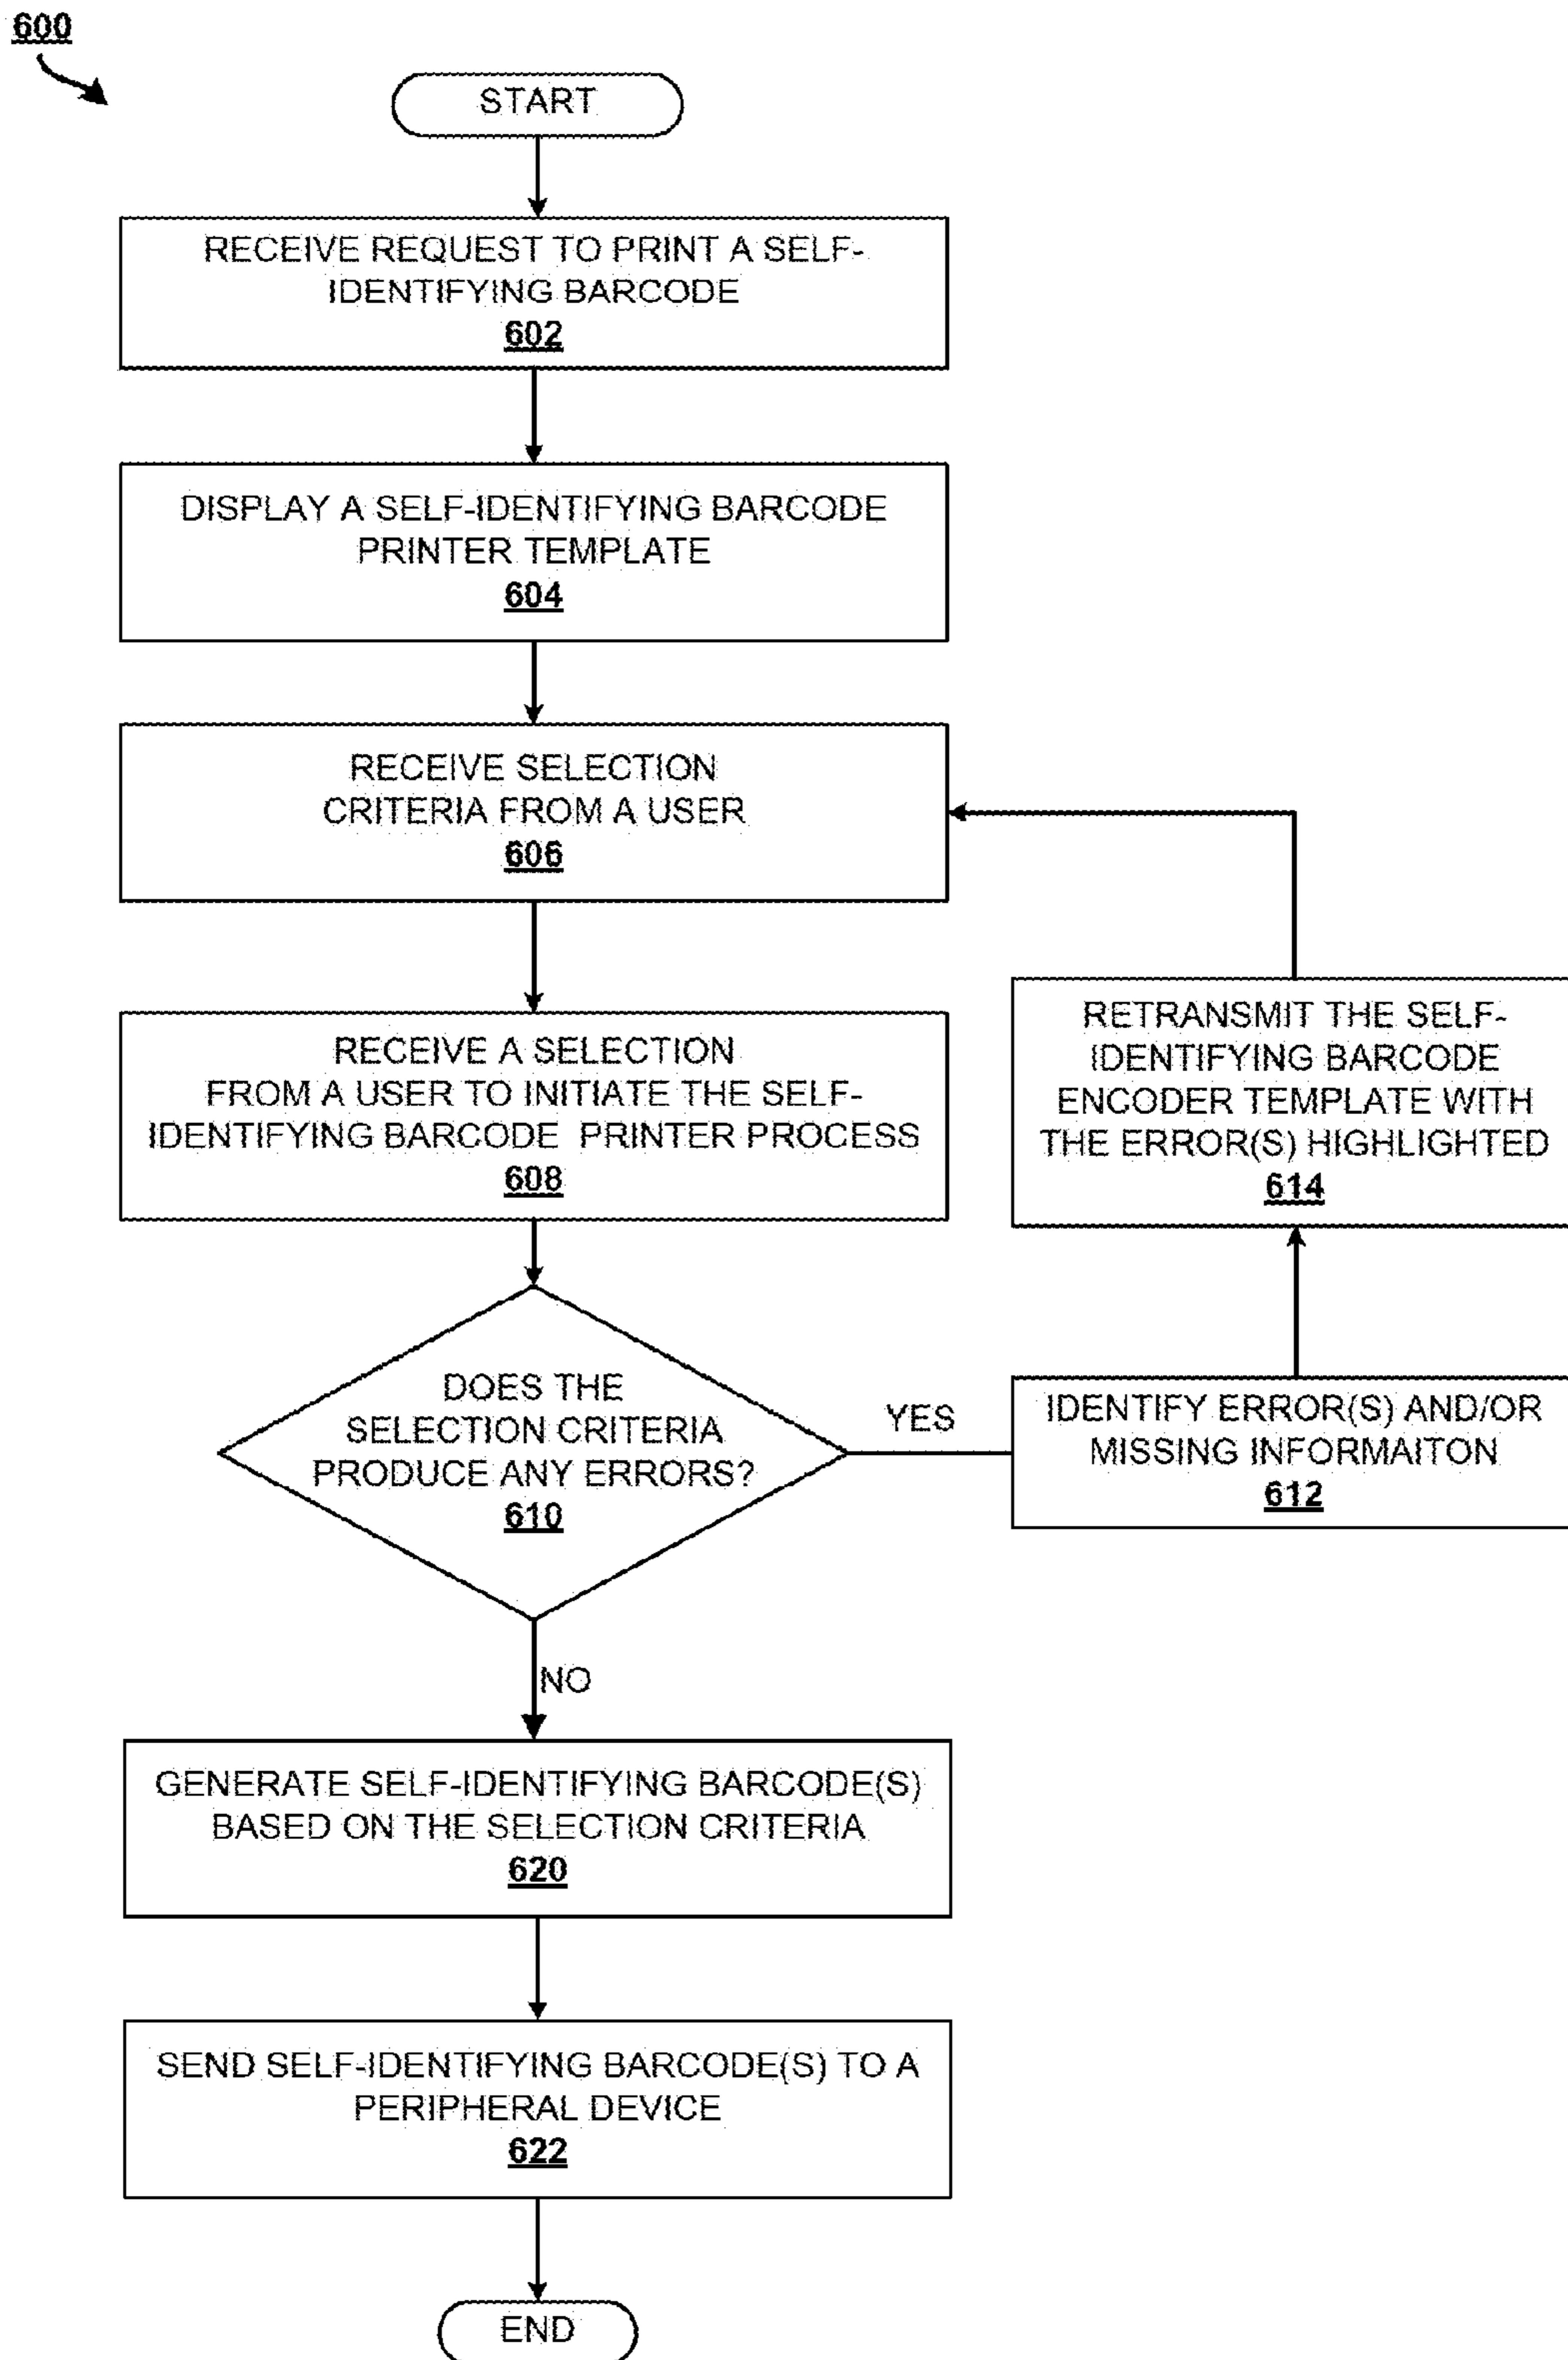 600
START
RECEIVE REQUEST TO PRINT A SELF-
IDENTIFYING BARCODE
602
DISPLAY A SELF-IDENTIFYING BARCODE
PRINTER TEMPLATE
604
RECEIVE SELECTION
CRITERIA FROM A USER
606
RECEIVE A SELECTION
FROM A USER TO INITIATE THE SELF-
IDENTIFYING BARCODE PRINTER PROCESS
608
RETRANSMIT THE SELF-
IDENTIFYING BARCODE
ENCODER TEMPLATE WITH
THE ERROR(S) HIGHLIGHTED
614
DOES THE
SELECTION CRITERIA
PRODUCE ANY ERRORS?
610
YES
IDENTIFY ERROR(S) AND/OR
MISSING INFORMAITON
612
NO
GENERATE SELF-IDENTIFYING BARCODE(S)
BASED ON THE SELECTION CRITERIA
620
SEND SELF-IDENTIFYING BARCODE(S) TO A
PERIPHERAL DEVICE
622
END